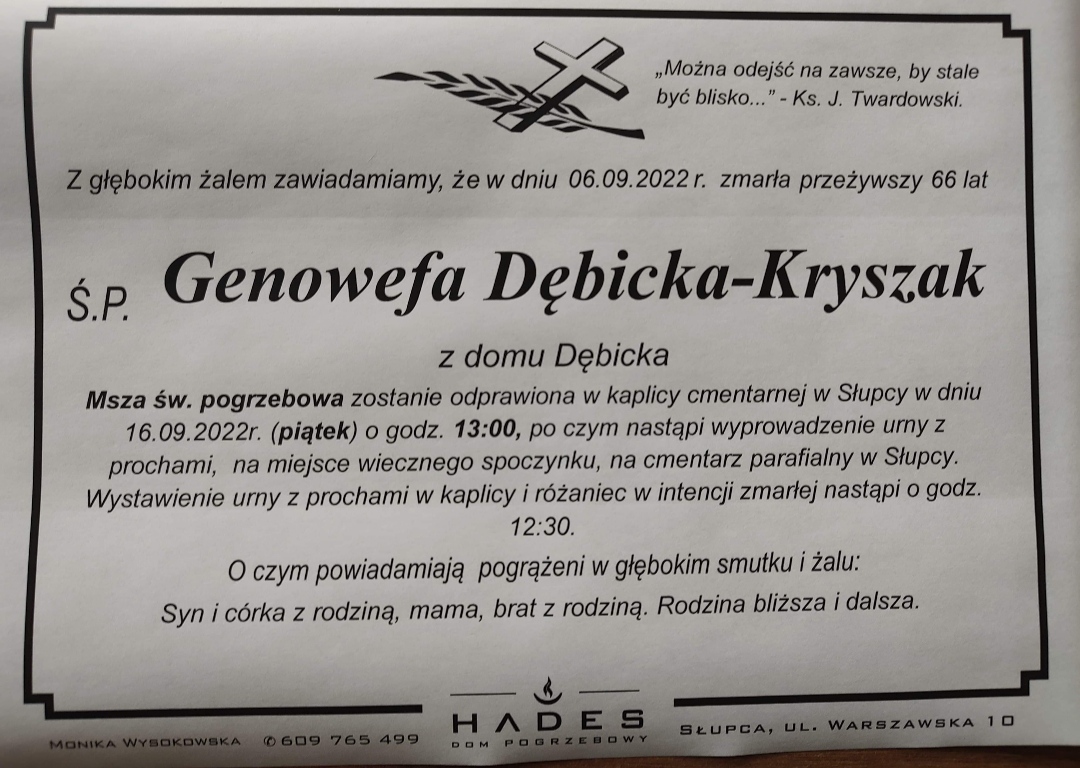 „Można odejść na zawsze, by stale
być blisko...” - Ks. J. Twardowski.
Z głębokim żalem zawiadamiamy, że w dniu 06.09.2022 r. zmarła przeżywszy 66 lat
Ś.P. Genowefa Dębicka-Kryszak
z domu Dębicka
Msza św. pogrzebowa zostanie odprawiona w kaplicy cmentarnej w Słupcy w dniu
16.09.2022r. (piątek) o godz. 13:00, po czym nastąpi wyprowadzenie urny z
prochami, na miejsce wiecznego spoczynku, na cmentarz parafialny w Słupcy.
Wystawienie urny z prochami w kaplicy i różaniec w intencji zmarłej nastąpi o godz.
12:30.
O czym powiadamiają pogrążeni w głębokim smutku i żalu:
Syn i córka z rodziną, mama, brat z rodziną. Rodzina bliższa i dalsza.
Monika Wysokowska ✆609 765 499
HADES
DOM POGRZEBOWY
Słupca, ul. Warszawska 10